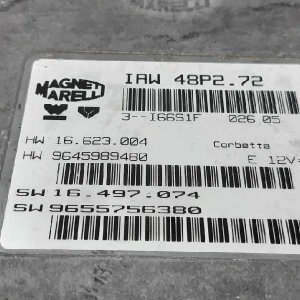 MAGNETI
MARELLI
IAW 48P2.72
3--I66S1F 026 05
HW 16.623.004 Corbetta
HW 9645989480 E 12V=
SW 16.497.074
SW 9655756380